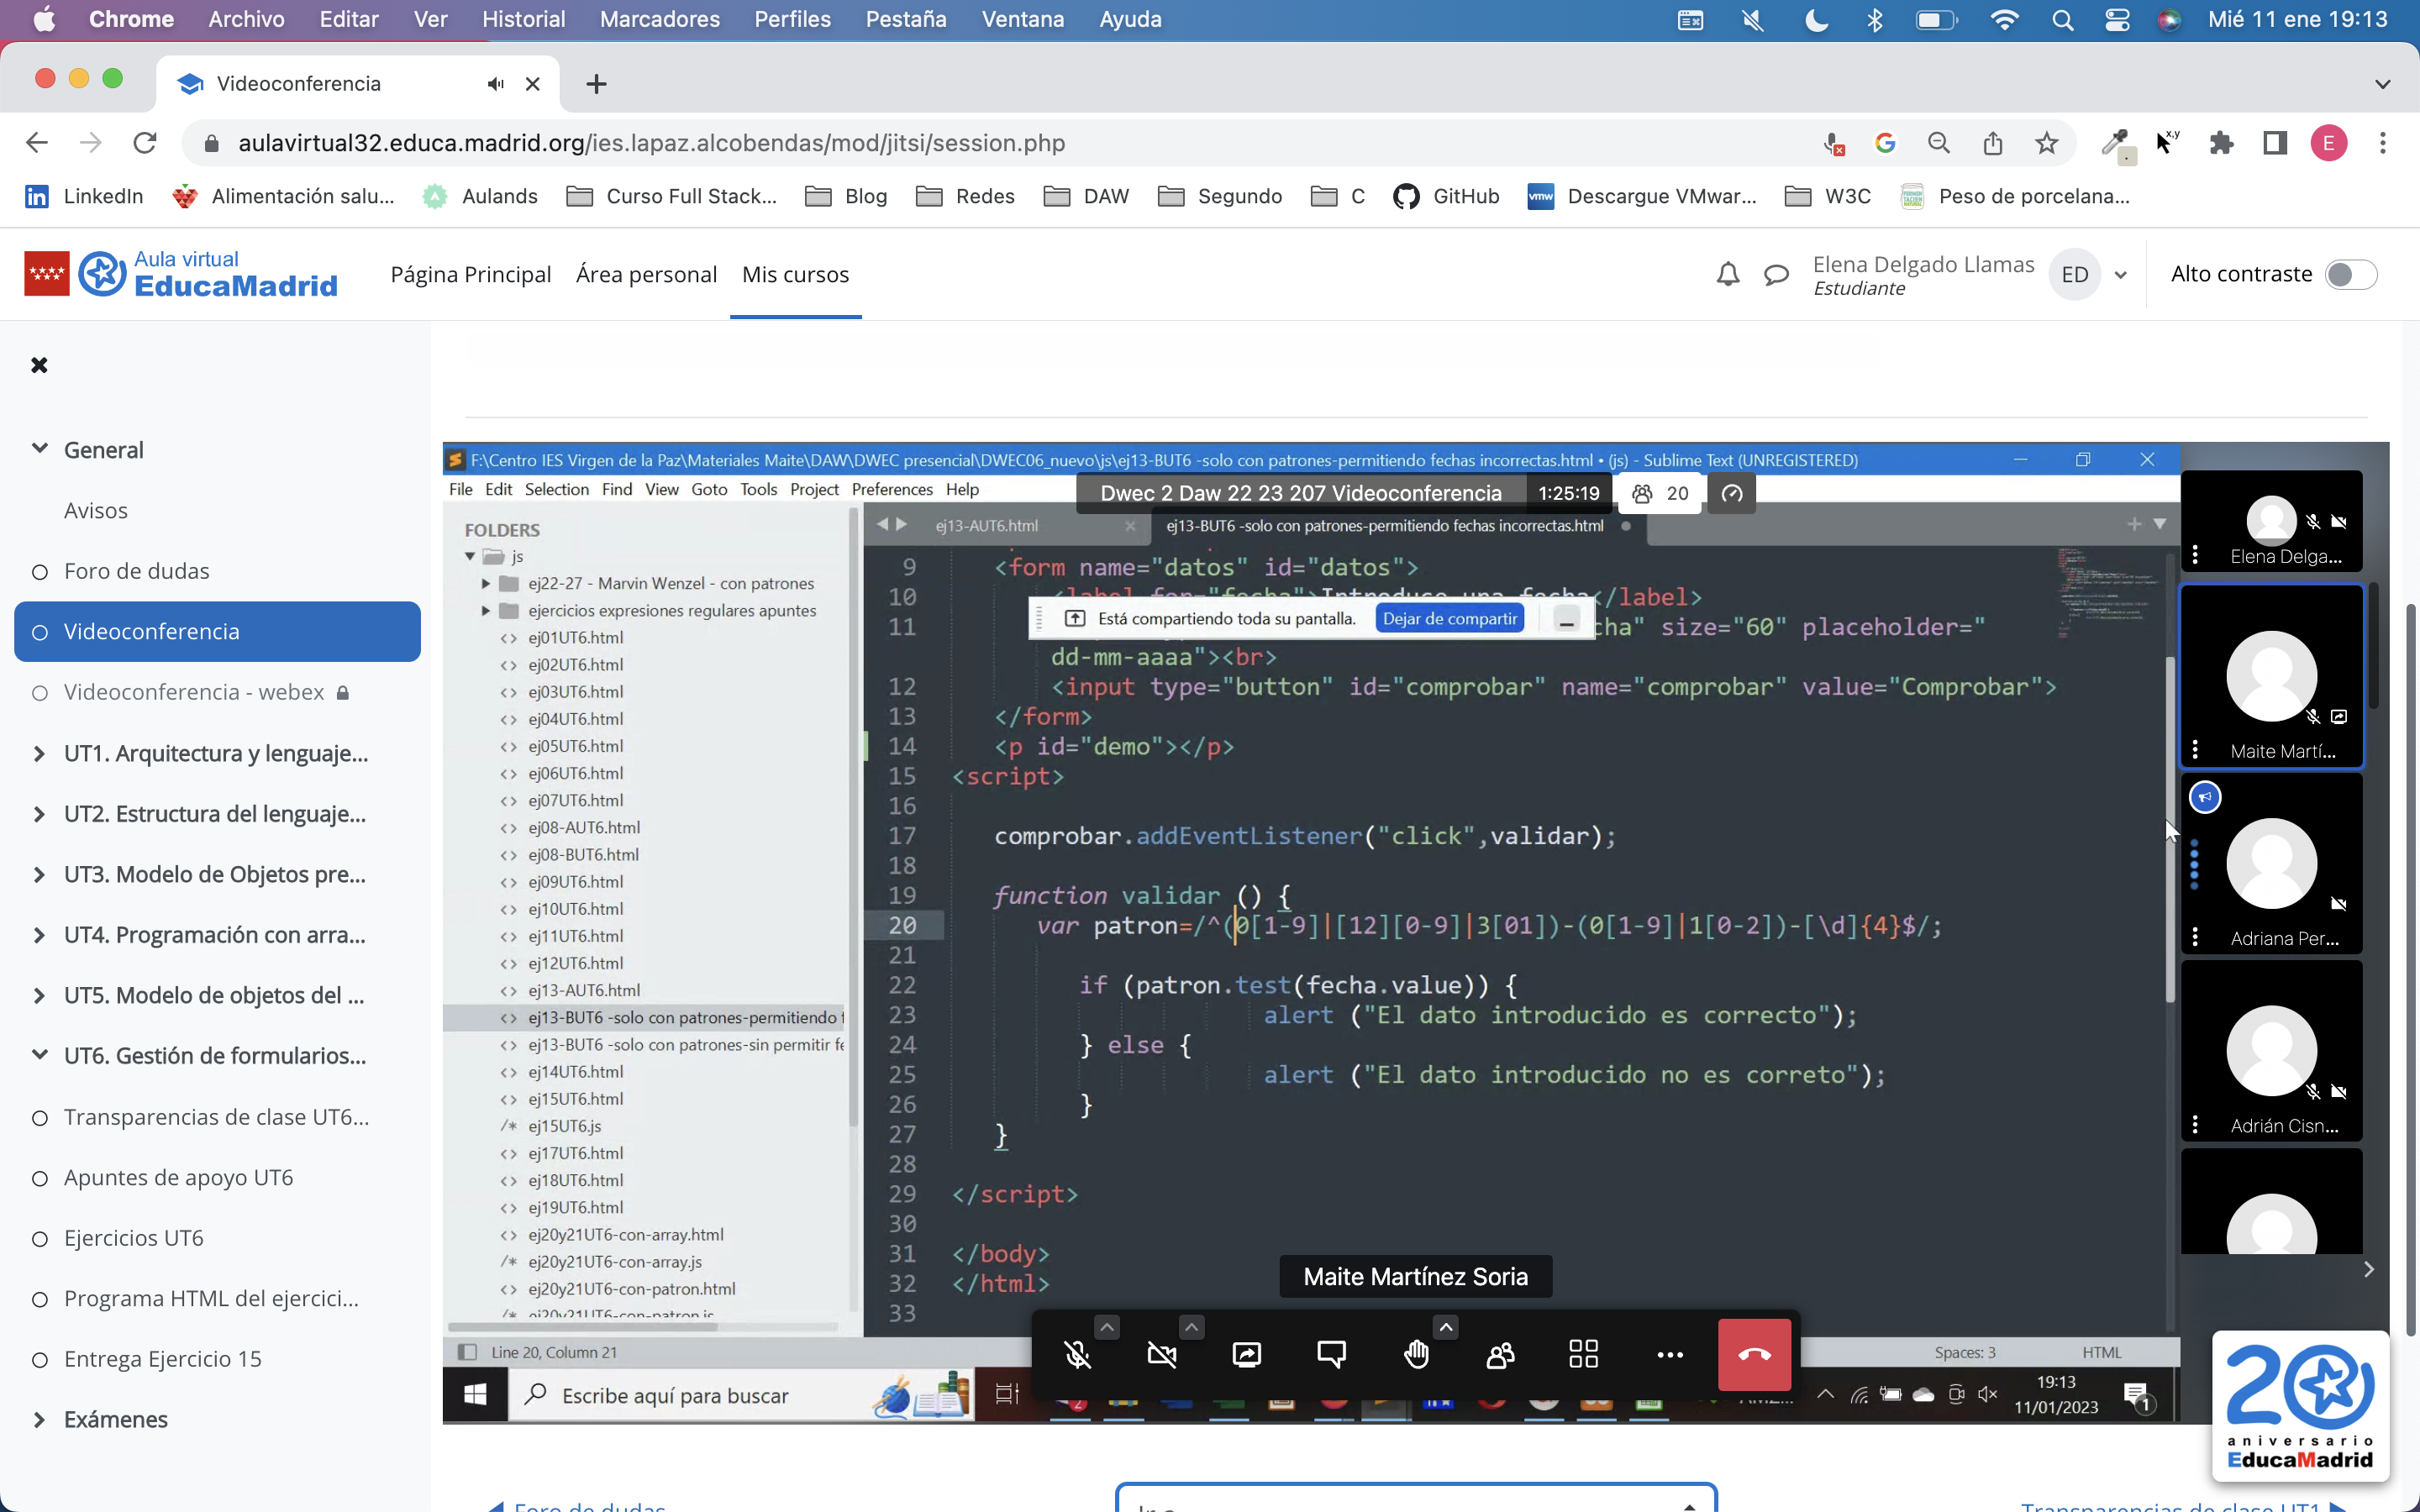 Chrome Archivo Editar Ver Historial Marcadores Perfiles Pestaña Ventana Ayuda Mié 11 ene 19:13
Videoconferencia
aulavirtual32.educa.madrid.org/ies.lapaz.alcobendas/mod/jitsi/session.php
LinkedIn Alimentación salu... Aulands Curso Full Stack... Blog Redes DAW Segundo C GitHub Descargue VMwar... W3C Peso de porcelana...
Aula virtual
EducaMadrid
Página Principal Área personal Mis cursos
Elena Delgado Llamas
Estudiante
ED
Alto contraste
General
Avisos
Foro de dudas
Videoconferencia
Videoconferencia - webex
UT1. Arquitectura y lenguaje...
UT2. Estructura del lenguaje...
UT3. Modelo de Objetos pre...
UT4. Programación con arra...
UT5. Modelo de objetos del ...
UT6. Gestión de formularios...
Transparencias de clase UT6...
Apuntes de apoyo UT6
Ejercicios UT6
Programa HTML del ejercici...
Entrega Ejercicio 15
Exámenes
F:\Centro IES Virgen de la Paz\Materiales Maite\DAW\DWEC presencial\DWEC06_nuevo\js\ej13-BUT6 -solo con patrones-permitiendo fechas incorrectas.html • (js) - Sublime Text (UNREGISTERED)
File Edit Selection Find View Goto Tools Project Preferences Help
Dwec 2 Daw 22 23 207 Videoconferencia 1:25:19 20
FOLDERS
js
ej22-27 - Marvin Wenzel - con patrones
ejercicios expresiones regulares apuntes
<> ej01UT6.html
<> ej02UT6.html
<> ej03UT6.html
<> ej04UT6.html
<> ej05UT6.html
<> ej06UT6.html
<> ej07UT6.html
<> ej08-AUT6.html
<> ej08-BUT6.html
<> ej09UT6.html
<> ej10UT6.html
<> ej11UT6.html
<> ej12UT6.html
<> ej13-AUT6.html
<> ej13-BUT6 -solo con patrones-permitiendo f
<> ej13-BUT6 -solo con patrones-sin permitir fe
<> ej14UT6.html
<> ej15UT6.html
/* ej15UT6.js
<> ej17UT6.html
<> ej18UT6.html
<> ej19UT6.html
<> ej20y21UT6-con-array.html
/* ej20y21UT6-con-array.js
<> ej20y21UT6-con-patron.html
/* ej20y21UT6-con-patron.js
ej13-AUT6.html
ej13-BUT6 -solo con patrones-permitiendo fechas incorrectas.html
9 <form name="datos" id="datos">
10 <label for="fecha">Introduce una fecha</label>
Está compartiendo toda su pantalla. Dejar de compartir
11 cha" size="60" placeholder="
dd-mm-aaaa"><br>
12 <input type="button" id="comprobar" name="comprobar" value="Comprobar">
13 </form>
14 <p id="demo"></p>
15 <script>
16
17 comprobar.addEventListener("click",validar);
18
19 function validar () {
20 var patron=/^(0[1-9]|[12][0-9]|3[01])-(0[1-9]|1[0-2])-[\d]{4}$/;
21
22 if (patron.test(fecha.value)) {
23 alert ("El dato introducido es correcto");
24 } else {
25 alert ("El dato introducido no es correto");
26 }
27 }
28
29 </script>
30
31 </body>
32 </html>
33
Maite Martínez Soria
Line 20, Column 21
Spaces: 3 HTML
Escribe aquí para buscar
19:13
11/01/2023
1
Elena Delga...
Maite Martí...
Adriana Per...
Adrián Cisn...
20
aniversario
EducaMadrid
Foro de dudas
Ir a
Transparencias de clase UT1